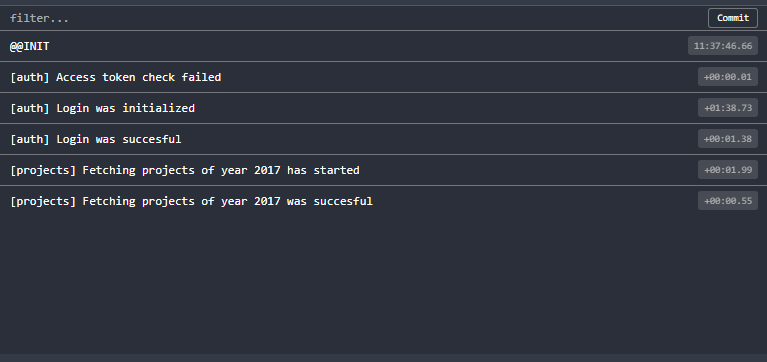 filter... Commit
@@INIT 11:37:46.66
[auth] Access token check failed +00:00.01
[auth] Login was initialized +01:38.73
[auth] Login was succesful +00:01.38
[projects] Fetching projects of year 2017 has started +00:01.99
[projects] Fetching projects of year 2017 was succesful +00:00.55